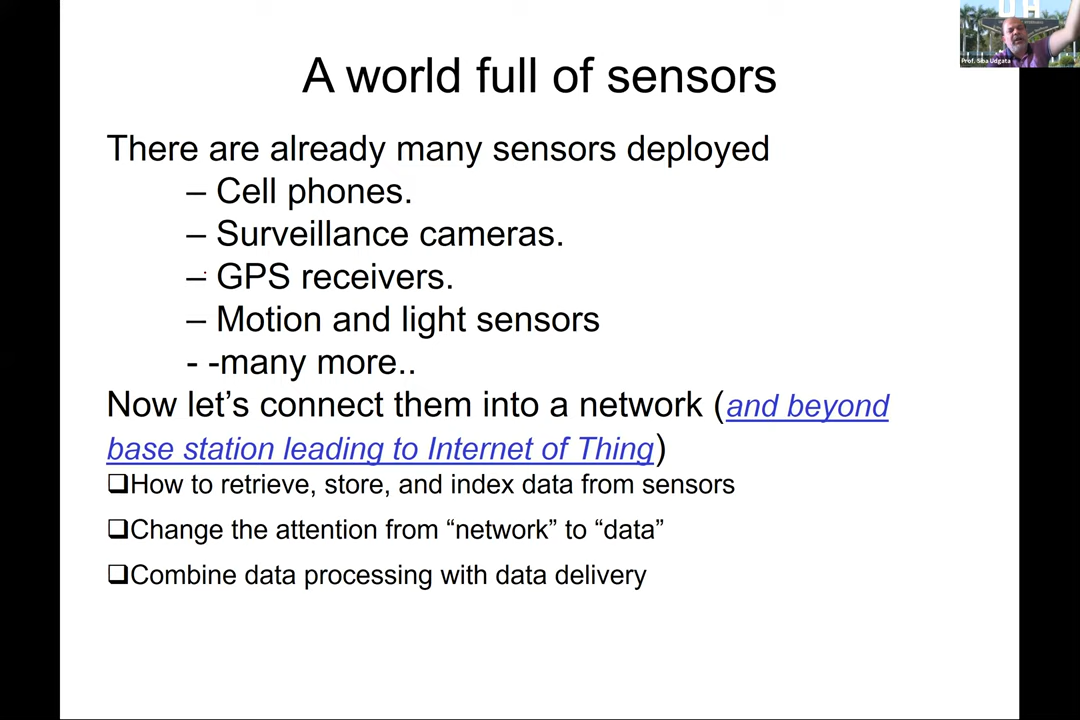 A world full of sensors
There are already many sensors deployed
– Cell phones.
– Surveillance cameras.
– GPS receivers.
– Motion and light sensors
- -many more..
Now let’s connect them into a network (and beyond
base station leading to Internet of Thing)
❑How to retrieve, store, and index data from sensors
❑Change the attention from “network” to “data”
❑Combine data processing with data delivery
Prof. Siba Udgata